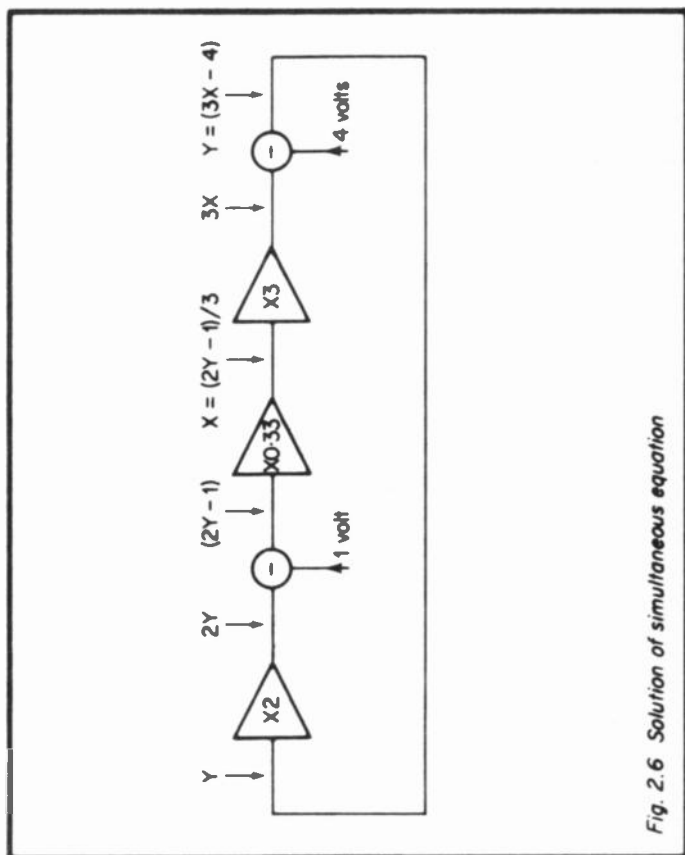 Y
2Y
(2Y − 1)
X = (2Y − 1)/3
3X
Y = (3X − 4)
X2
−
X0·33
X3
−
1 volt
4 volts
Fig. 2.6 Solution of simultaneous equation